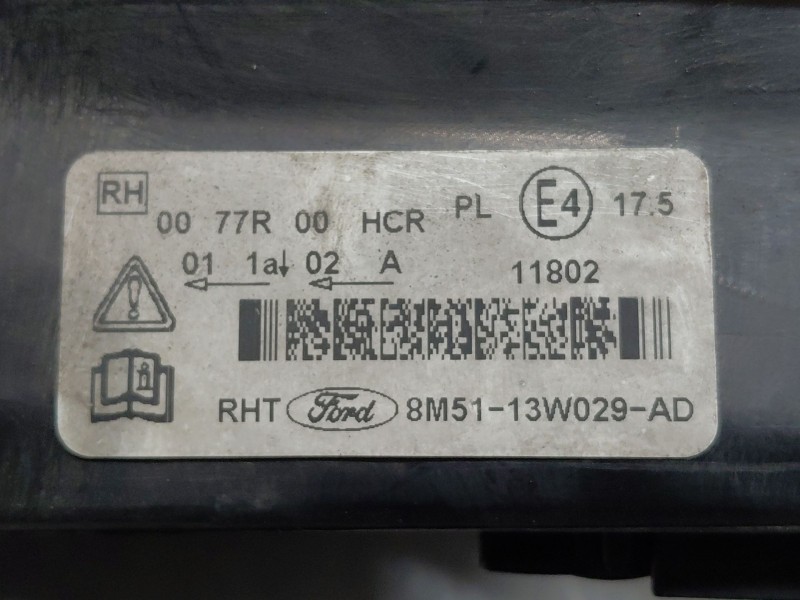 RH
00 77R 00 HCR PL E4 17.5
01 1a↓ 02 A 11802
RHT Ford 8M51-13W029-AD